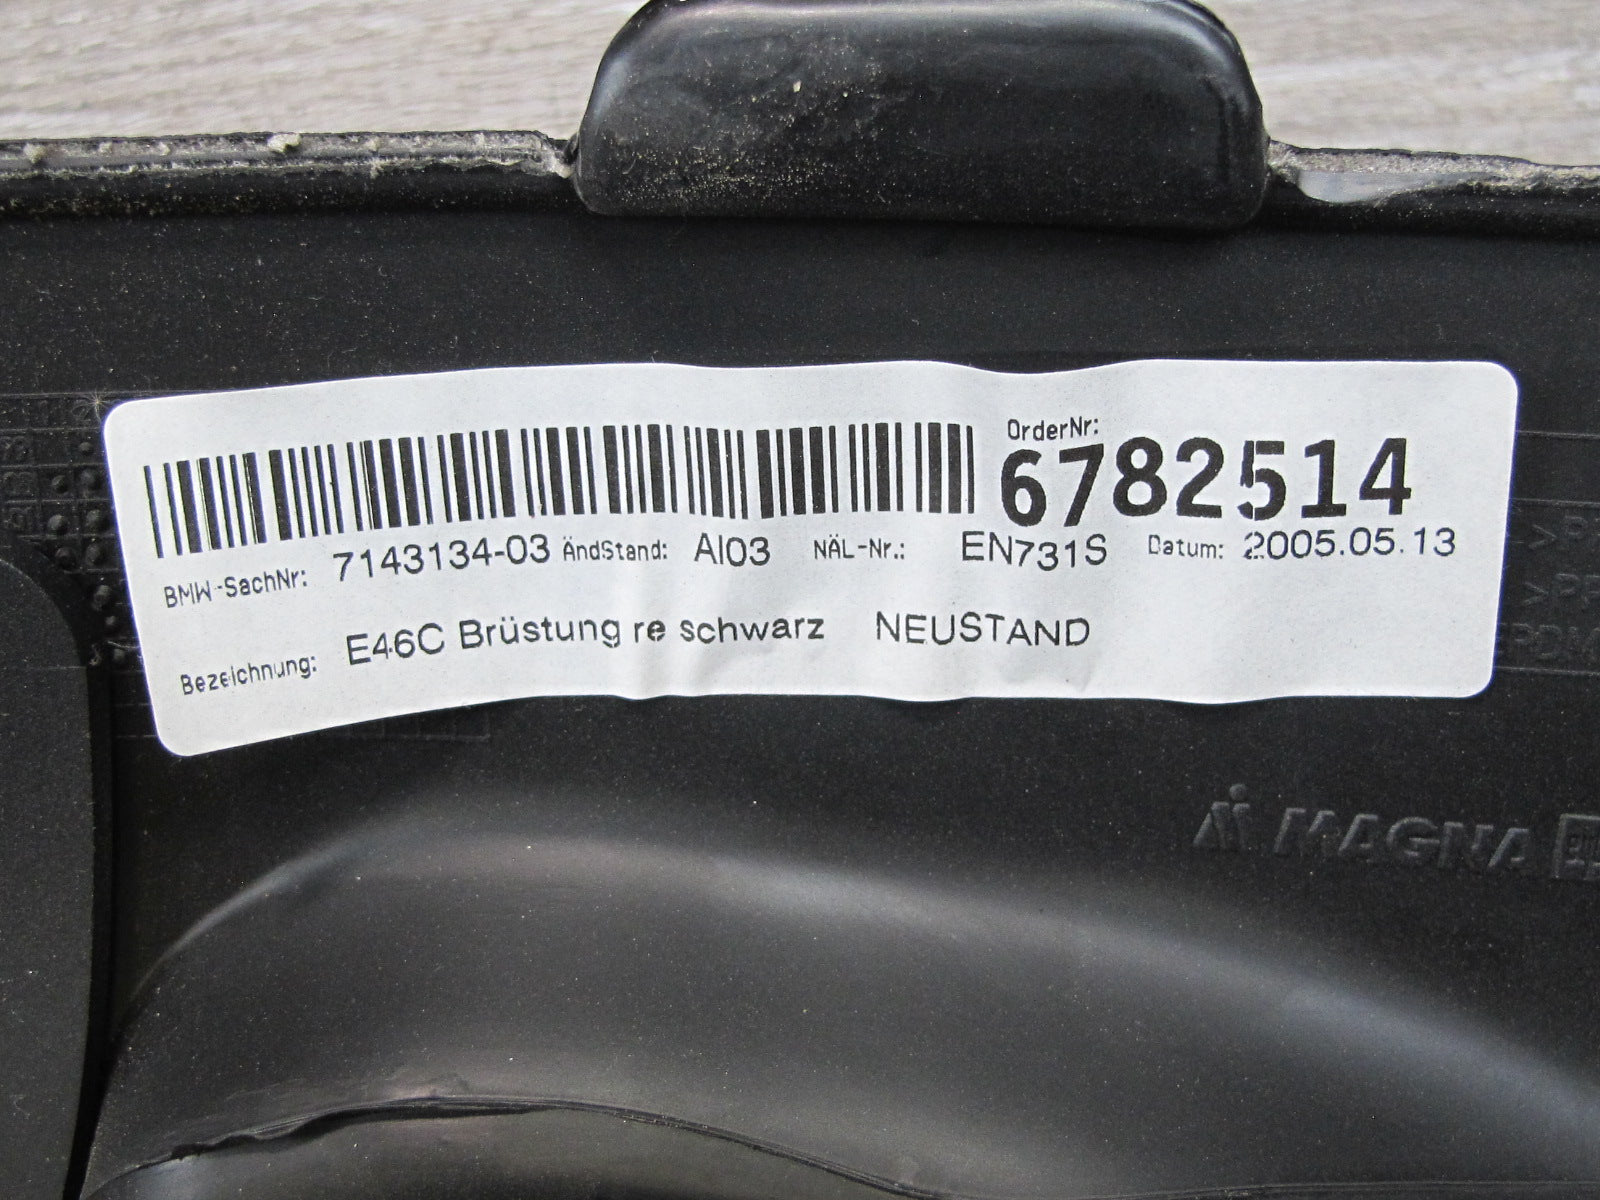 OrderNr:
6782514
BMW-SachNr: 7143134-03 ÄndStand: AI03 NÄL-Nr.: EN731S Datum: 2005.05.13
Bezeichnung: E46C Brüstung re schwarz NEUSTAND
MAGNA